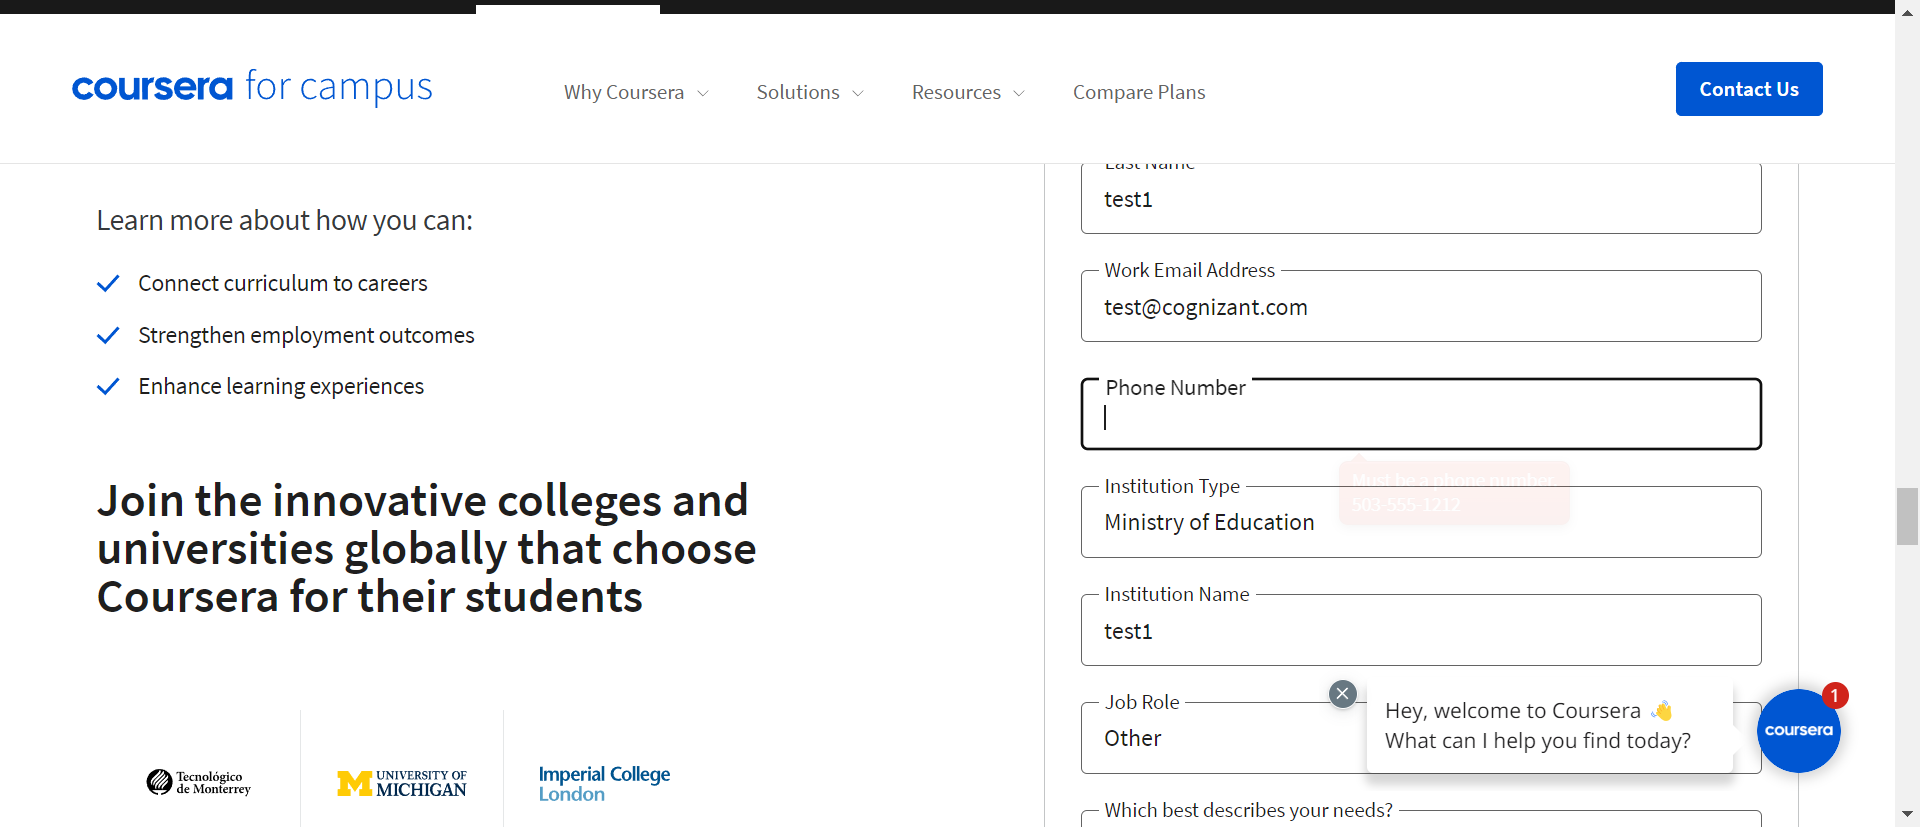 coursera for campus
Why Coursera
Solutions
Resources
Compare Plans
Contact Us
Learn more about how you can:
Connect curriculum to careers
Strengthen employment outcomes
Enhance learning experiences
Join the innovative colleges and
universities globally that choose
Coursera for their students
Tecnológico
de Monterrey
M UNIVERSITY OF
MICHIGAN
Imperial College
London
Last Name
test1
Work Email Address
test@cognizant.com
Phone Number
Must be a phone number.
503-555-1212
Institution Type
Ministry of Education
Institution Name
test1
Job Role
Other
Which best describes your needs?
Hey, welcome to Coursera 👋
What can I help you find today?
coursera
1